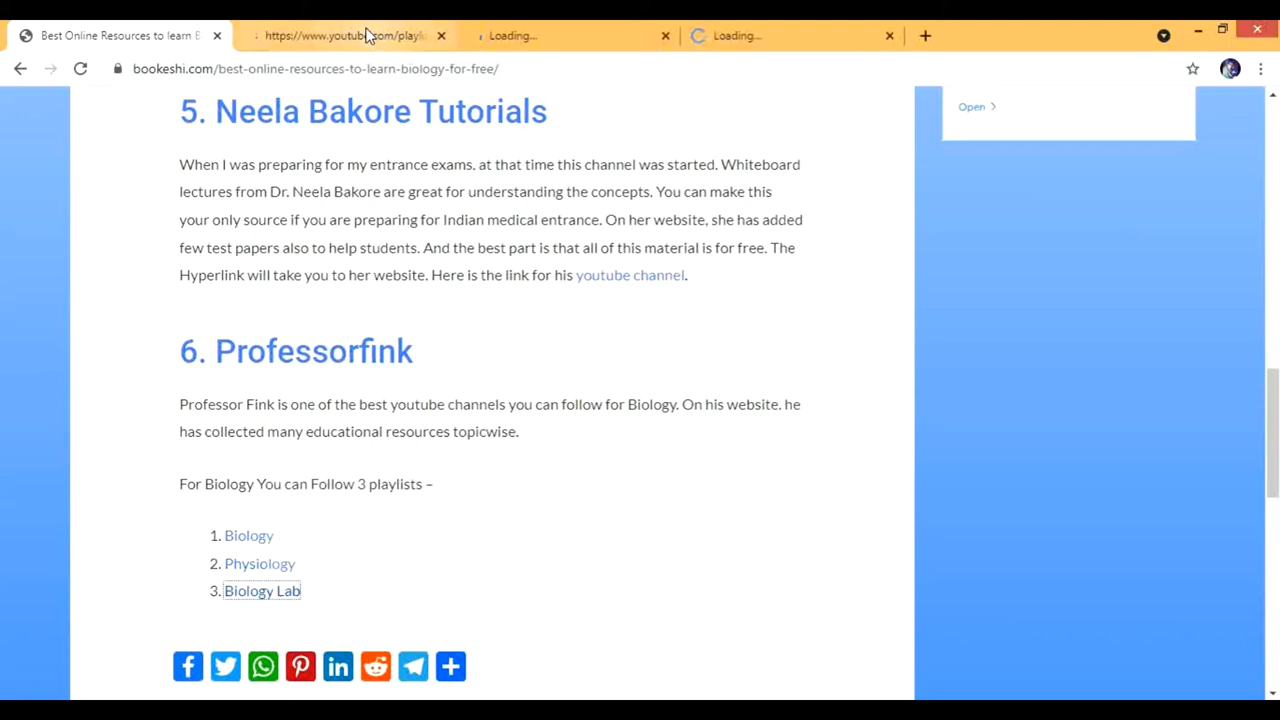 Best Online Resources to learn B
https://www.youtube.com/playli
Loading...
Loading...
bookeshi.com/best-online-resources-to-learn-biology-for-free/
Open
5. Neela Bakore Tutorials
When I was preparing for my entrance exams, at that time this channel was started. Whiteboard
lectures from Dr. Neela Bakore are great for understanding the concepts. You can make this
your only source if you are preparing for Indian medical entrance. On her website, she has added
few test papers also to help students. And the best part is that all of this material is for free. The
Hyperlink will take you to her website. Here is the link for his youtube channel.
6. Professorfink
Professor Fink is one of the best youtube channels you can follow for Biology. On his website, he
has collected many educational resources topicwise.
For Biology You can Follow 3 playlists –
1. Biology
2. Physiology
3. Biology Lab